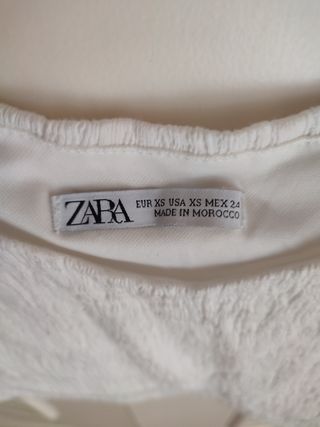 ZARA
EUR XS USA XS MEX 24
MADE IN MOROCCO